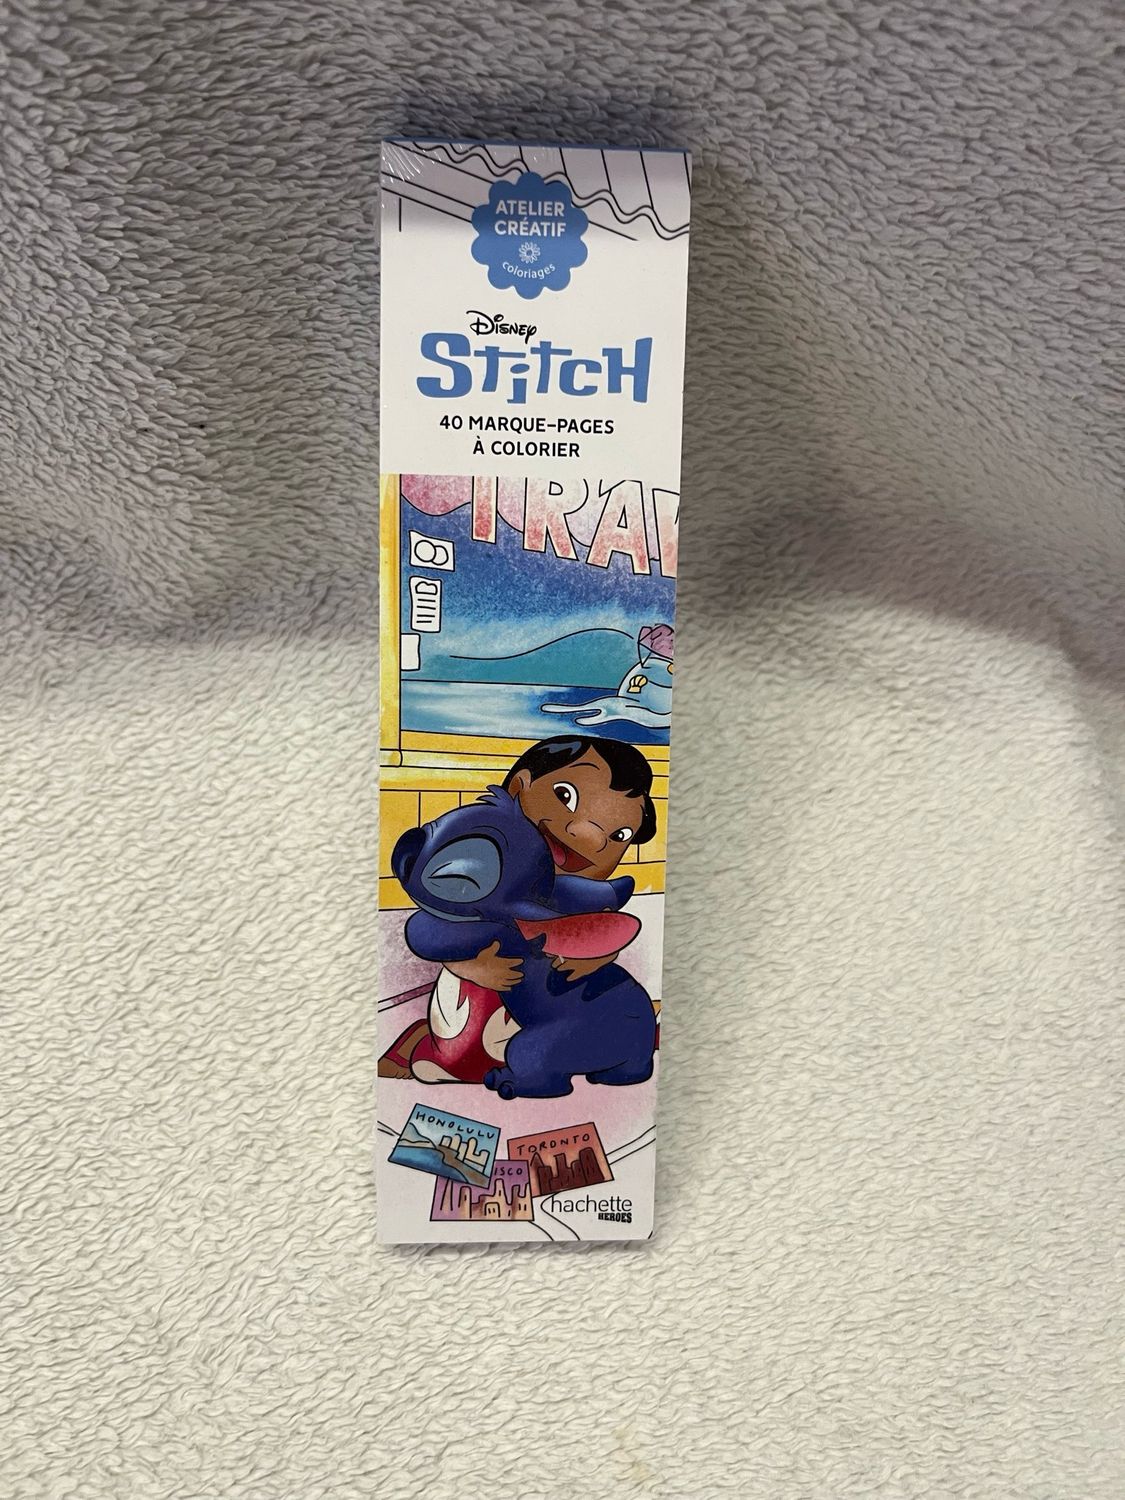 ATELIER
CRÉATIF
coloriages
Disney
Stitch
40 MARQUE-PAGES
À COLORIER
HONOLULU
TORONTO
hachette
HEROES